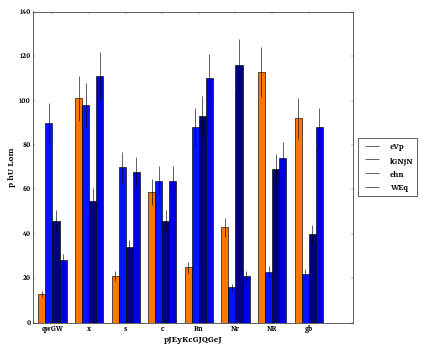 140
120
100
80
60
40
20
0
p hU Lom
qwGW x s c Rn Nr NR gb
pJEyKcGJQGeJ
eVp
lGNJN
ehn
WEq